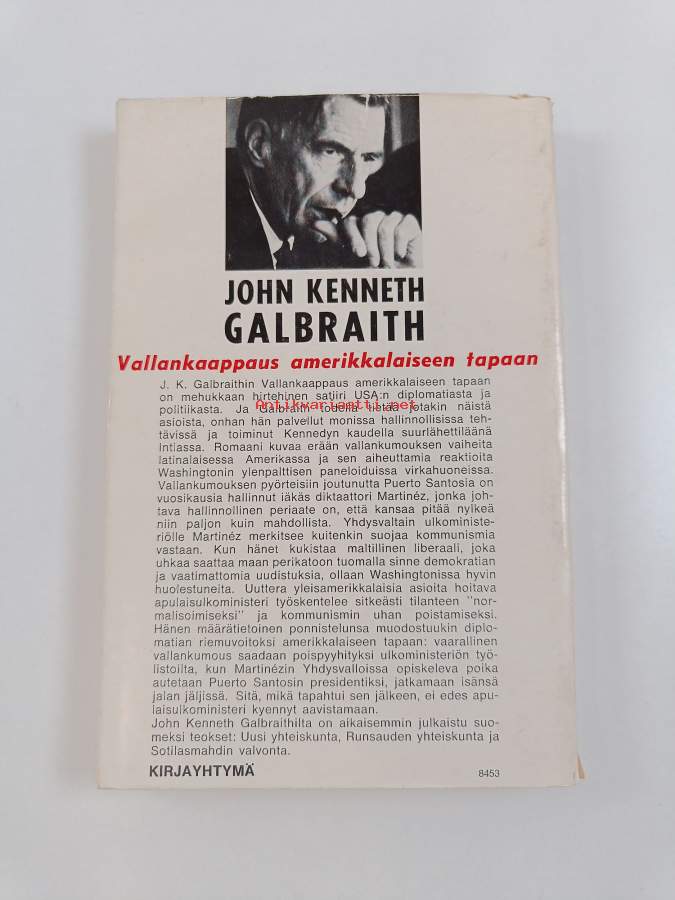 JOHN KENNETH
GALBRAITH
Vallankaappaus amerikkalaiseen tapaan
J. K. Galbraithin Vallankaappaus amerikkalaiseen tapaan
on mehukkaan hirtehinen satiiri USA:n diplomatiasta ja
politiikasta. Ja Galbraith todella tietää jotakin näistä
Antikvariaatti.net
asioista, onhan hän palvellut monissa hallinnollisissa teh-
tävissä ja toiminut Kennedyn kaudella suurlähettiläänä
Intiassa. Romaani kuvaa erään vallankumouksen vaiheita
latinalaisessa Amerikassa ja sen aiheuttamia reaktioita
Washingtonin ylenpalttisen paneloiduissa virkahuoneissa.
Vallankumouksen pyörteisiin joutunutta Puerto Santosia on
vuosikausia hallinnut iäkäs diktaattori Martinéz, jonka joh-
tava hallinnollinen periaate on, että kansaa pitää nylkeä
niin paljon kuin mahdollista. Yhdysvaltain ulkoministe-
riölle Martinéz merkitsee kuitenkin suojaa kommunismia
vastaan. Kun hänet kukistaa maltillinen liberaali, joka
uhkaa saattaa maan perikatoon tuomalla sinne demokratian
ja vaatimattomia uudistuksia, ollaan Washingtonissa hyvin
huolestuneita. Uuttera yleisamerikkalaisia asioita hoitava
apulaisulkoministeri työskentelee sitkeästi tilanteen "nor-
malisoimiseksi" ja kommunismin uhan poistamiseksi.
Hänen määrätietoinen ponnistelunsa muodostuukin diplo-
matian riemuvoitoksi amerikkalaiseen tapaan: vaarallinen
vallankumous saadaan poispyyhityksi ulkoministeriön työ-
listoilta, kun Martinézin Yhdysvalloissa opiskeleva poika
autetaan Puerto Santosin presidentiksi, jatkamaan isänsä
jalan jäljissä. Sitä, mikä tapahtui sen jälkeen, ei edes apu-
laisulkoministeri kyennyt aavistamaan.
John Kenneth Galbraithilta on aikaisemmin julkaistu suo-
meksi teokset: Uusi yhteiskunta, Runsauden yhteiskunta ja
Sotilasmahdin valvonta.
KIRJAYHTYMÄ
8453